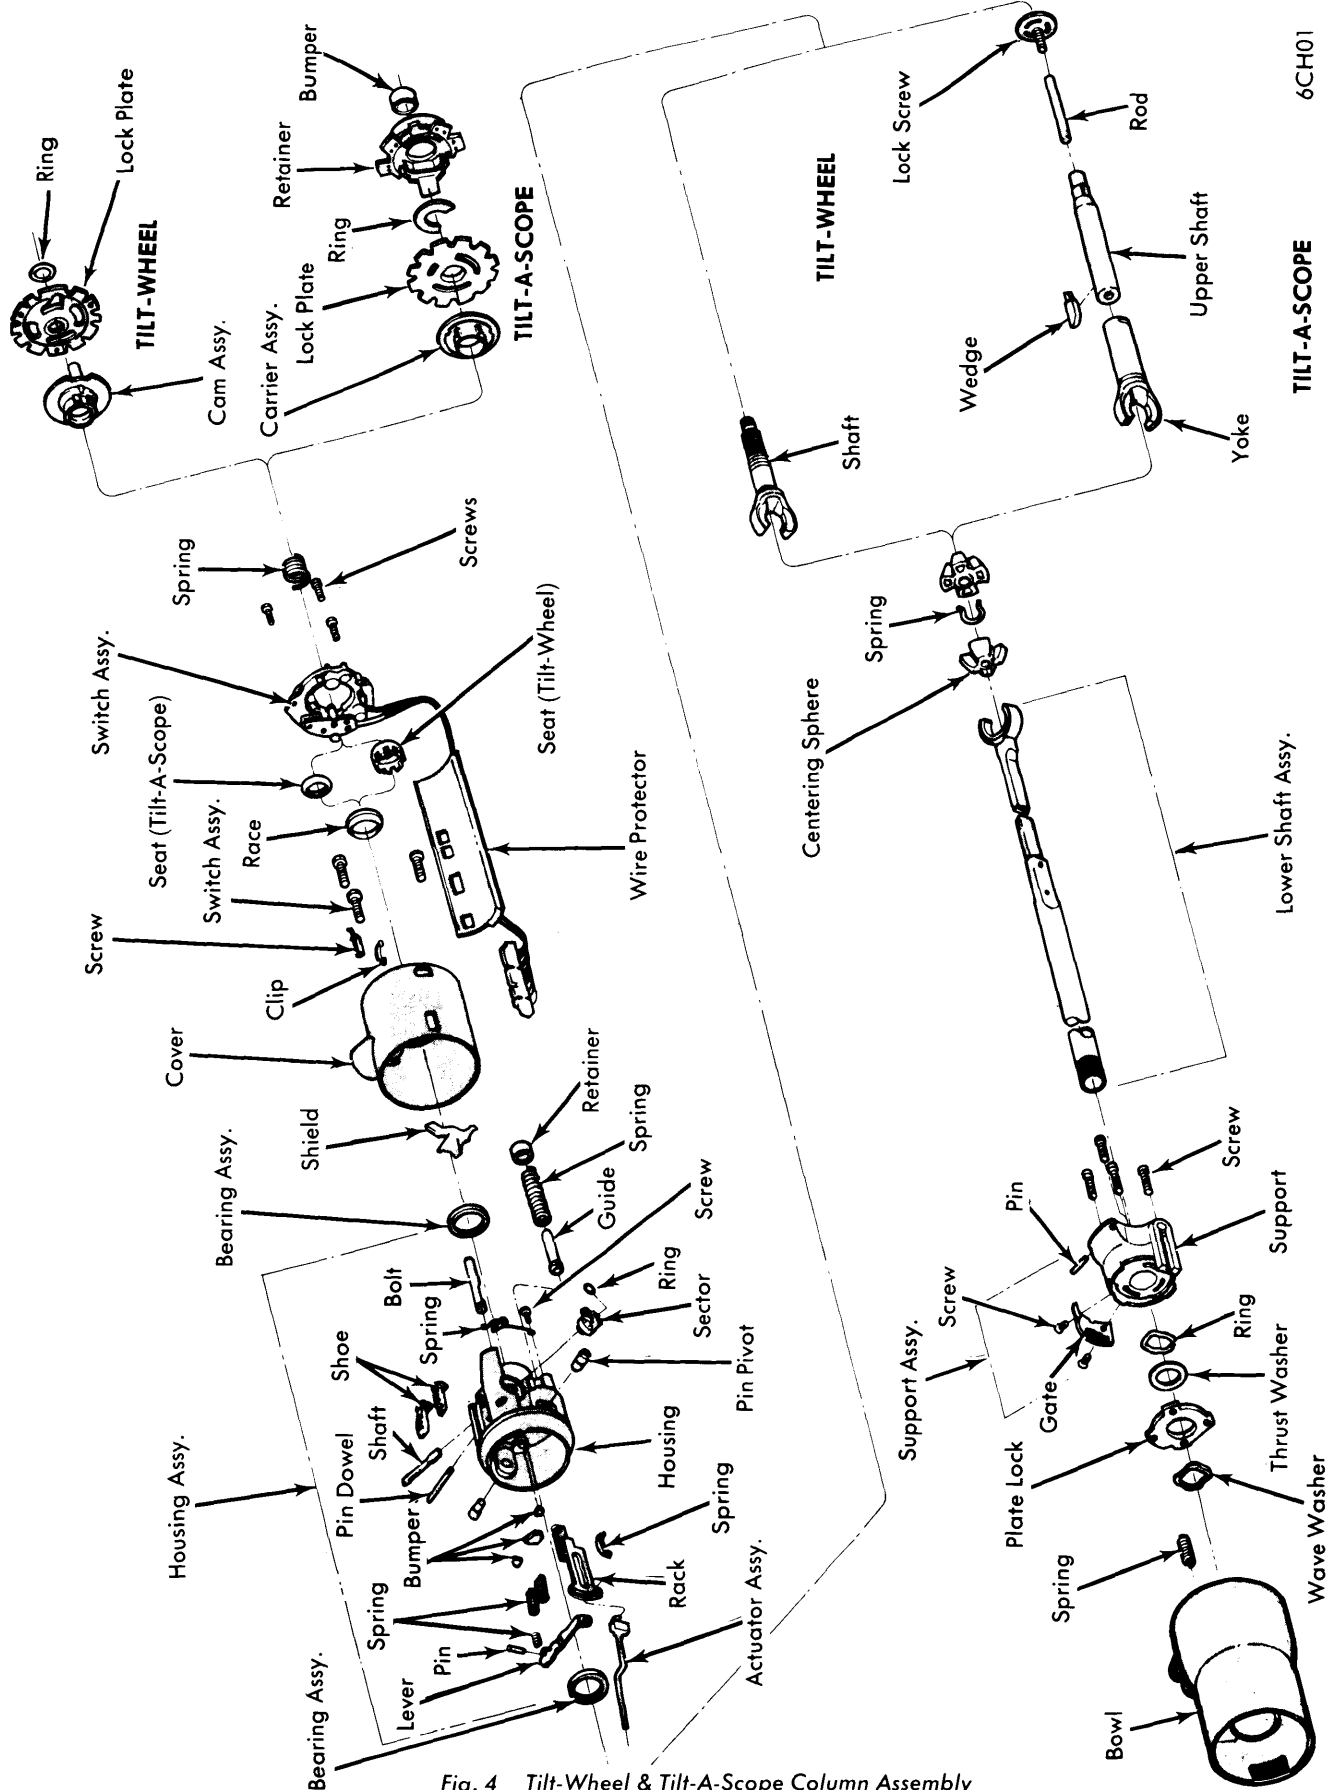 Ring
Lock Plate
TILT-WHEEL
Cam Assy.
Bumper
Retainer
Ring
Lock Plate
Carrier Assy.
TILT-A-SCOPE
Spring
Screws
Switch Assy.
Seat (Tilt-A-Scope)
Seat (Tilt-Wheel)
Race
Switch Assy.
Screw
Clip
Wire Protector
Cover
Shield
Bearing Assy.
Retainer
Spring
Guide
Screw
Bolt
Spring
Ring
Sector
Pin Pivot
Shoe
Shaft
Pin Dowel
Housing Assy.
Housing
Bumper
Spring
Spring
Rack
Pin
Lever
Actuator Assy.
Bearing Assy.
Lock Screw
Rod
6CH01
TILT-WHEEL
Upper Shaft
Wedge
TILT-A-SCOPE
Shaft
Yoke
Spring
Centering Sphere
Lower Shaft Assy.
Screw
Pin
Support
Screw
Support Assy.
Ring
Gate
Thrust Washer
Plate Lock
Wave Washer
Spring
Bowl
Fig. 4 Tilt-Wheel & Tilt-A-Scope Column Assembly